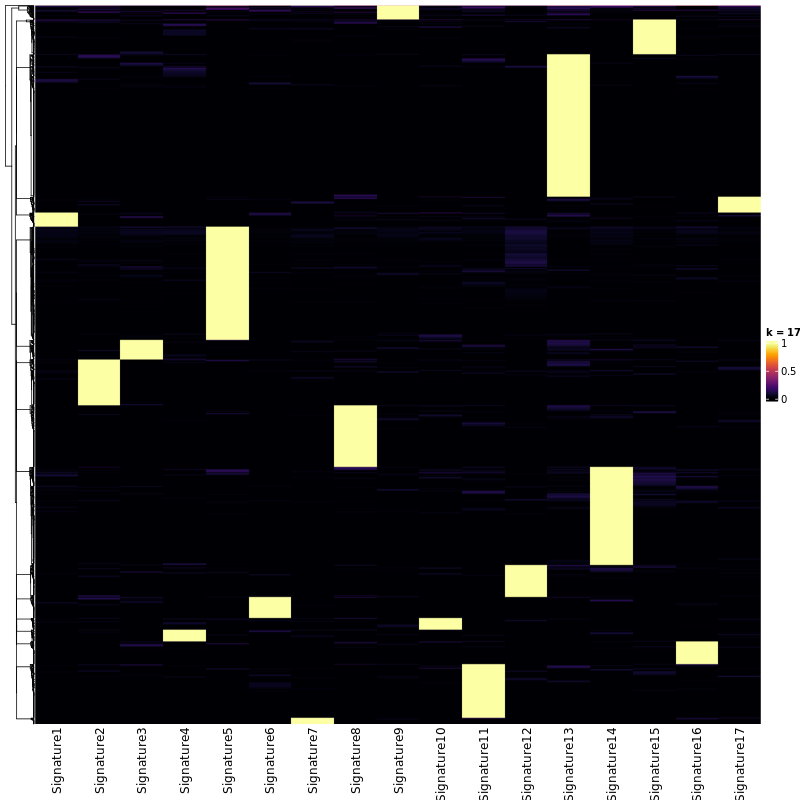 k = 17
1
0.5
0
Signature1
Signature2
Signature3
Signature4
Signature5
Signature6
Signature7
Signature8
Signature9
Signature10
Signature11
Signature12
Signature13
Signature14
Signature15
Signature16
Signature17